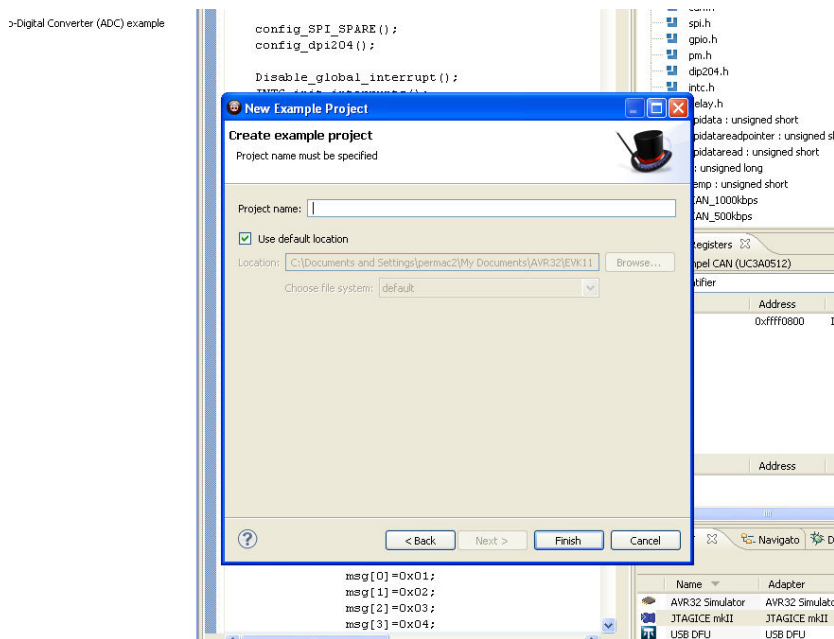 o-Digital Converter (ADC) example
config_SPI_SPARE();
config_dpi204();
Disable_global_interrupt();
New Example Project
Create example project
Project name must be specified
Project name:
Use default location
Location: C:\Documents and Settings\permac2\My Documents\AVR32\EVK11 Browse...
Choose file system: default
< Back Next > Finish Cancel
msg[0]=0x01;
msg[1]=0x02;
msg[2]=0x03;
msg[3]=0x04;
spi.h
gpio.h
pm.h
dip204.h
intc.h
elay.h
pidata : unsigned short
pidatareadpointer : unsigned sh
pidataread : unsigned short
: unsigned long
emp : unsigned short
CAN_1000kbps
CAN_500kbps
Registers
pel CAN (UC3A0512)
tifier
Address
0xffff0800
Address
Navigato
Name Adapter
AVR32 Simulator AVR32 Simulato
JTAGICE mkII JTAGICE mkII
USB DFU USB DFU